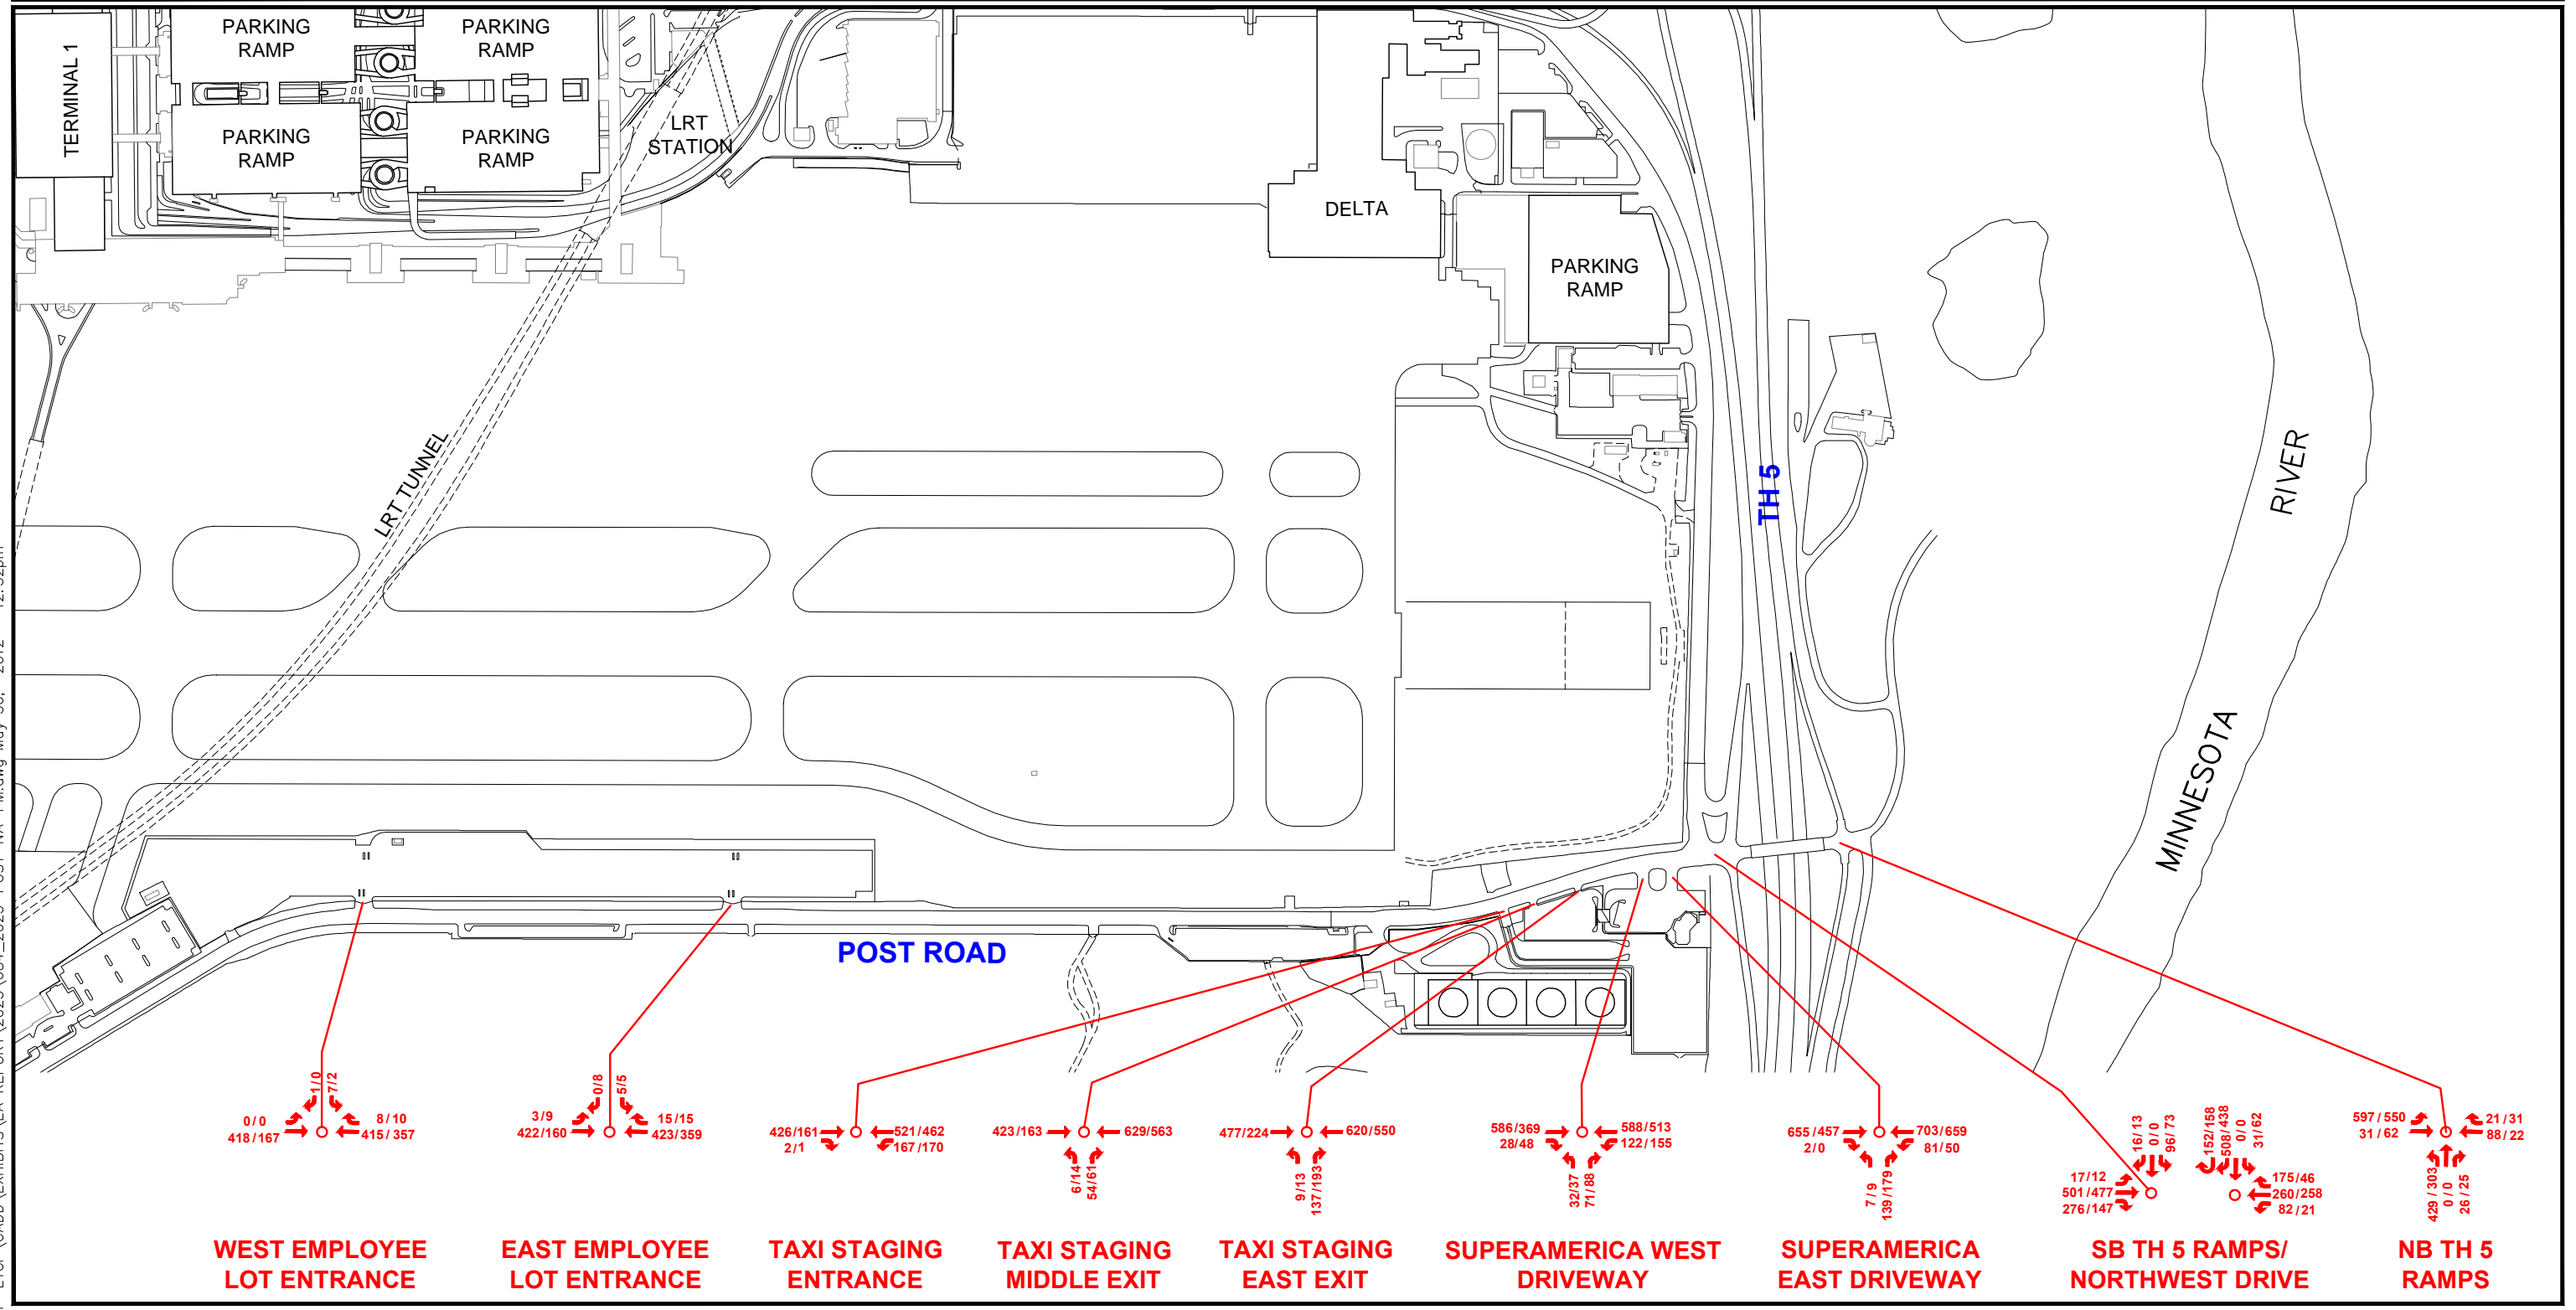 PARKING
RAMP
PARKING
RAMP
TERMINAL 1
PARKING
RAMP
PARKING
RAMP
LRT
STATION
DELTA
PARKING
RAMP
LRT TUNNEL
TH 5
RIVER
MINNESOTA
POST ROAD
1/0
7/2
0/0
418/167
8/10
415/357
WEST EMPLOYEE
LOT ENTRANCE
0/8
5/5
3/9
422/160
15/15
423/359
EAST EMPLOYEE
LOT ENTRANCE
426/161
2/1
521/462
167/170
TAXI STAGING
ENTRANCE
423/163
629/563
6/14
54/61
TAXI STAGING
MIDDLE EXIT
477/224
620/550
9/13
137/193
TAXI STAGING
EAST EXIT
586/369
28/48
588/513
122/155
32/37
71/88
SUPERAMERICA WEST
DRIVEWAY
655/457
2/0
703/659
81/50
7/9
139/179
SUPERAMERICA
EAST DRIVEWAY
16/13
0/0
96/73
17/12
501/477
276/147
152/158
508/438
0/0
31/62
175/46
260/258
82/21
SB TH 5 RAMPS/
NORTHWEST DRIVE
597/550
31/62
21/31
88/22
429/303
0/0
26/25
NB TH 5
RAMPS